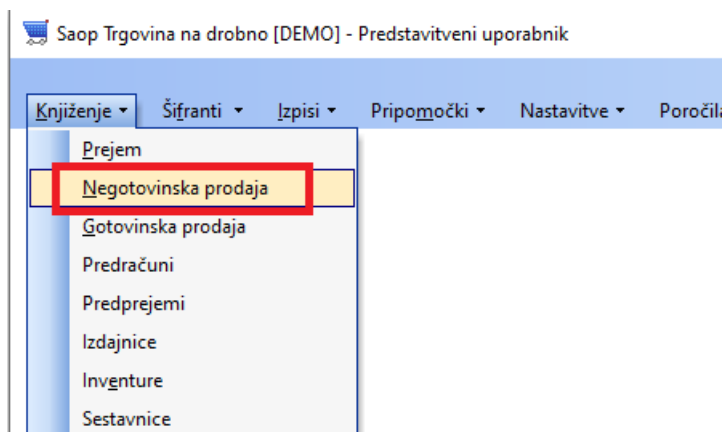 Saop Trgovina na drobno [DEMO] - Predstavitveni uporabnik
Knjiženje Šifranti Izpisi Pripomočki Nastavitve Poročila
Prejem
Negotovinska prodaja
Gotovinska prodaja
Predračuni
Predprejemi
Izdajnice
Inventure
Sestavnice